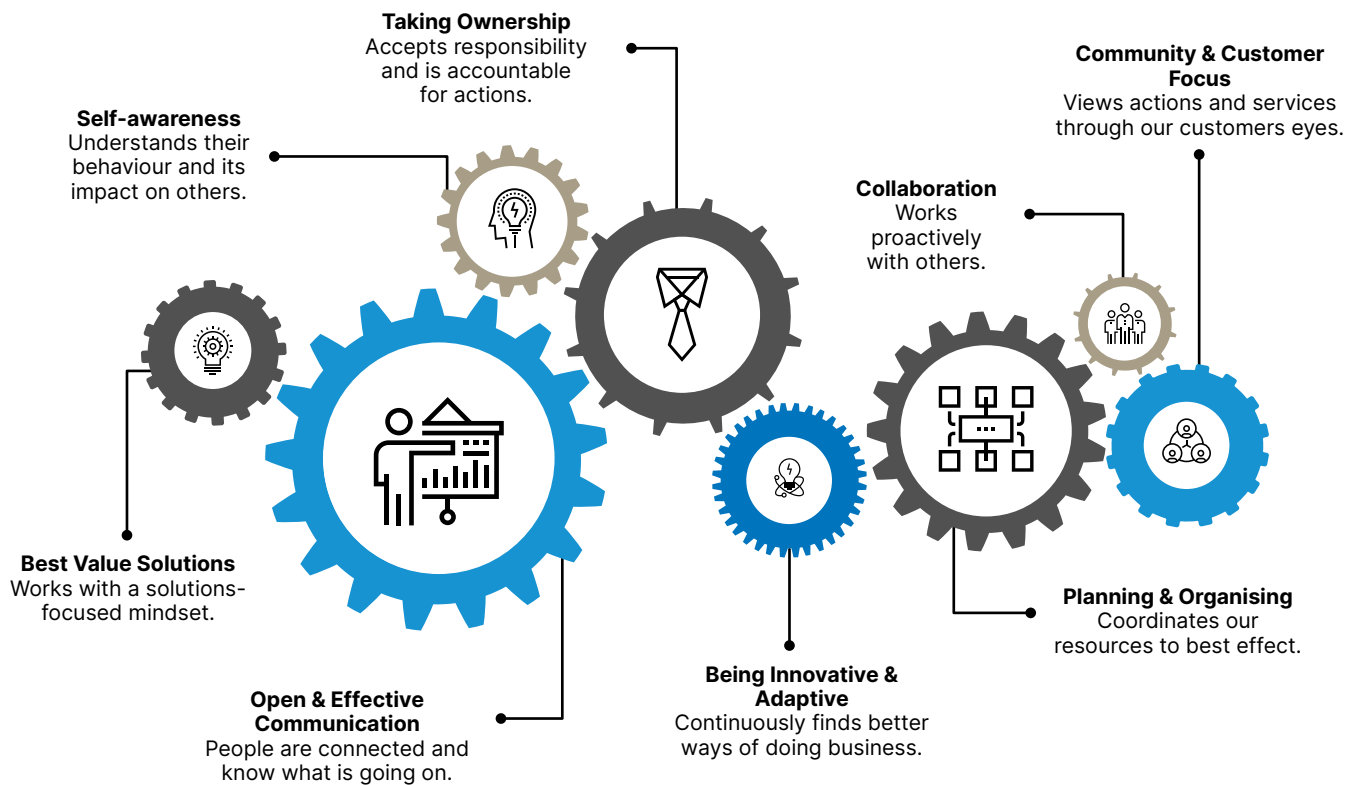 Taking Ownership
Accepts responsibility
and is accountable
for actions.
Community & Customer
Focus
Views actions and services
through our customers eyes.
Self-awareness
Understands their
behaviour and its
impact on others.
Collaboration
Works
proactively
with others.
Best Value Solutions
Works with a solutions-
focused mindset.
Planning & Organising
Coordinates our
resources to best effect.
Being Innovative &
Adaptive
Continuously finds better
ways of doing business.
Open & Effective
Communication
People are connected and
know what is going on.